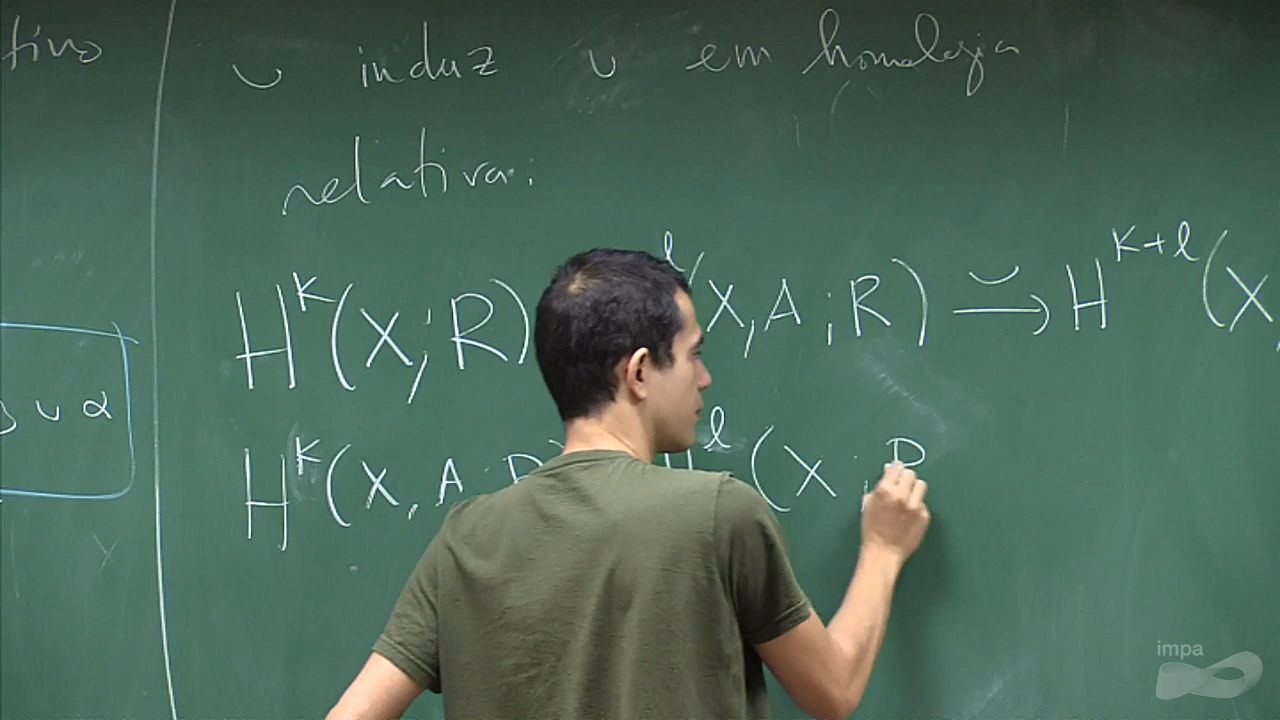 tivo
∪ induz ∪ em homologia
relativa:
H^k(X;R) ^l(X,A;R) ⟶^∪ H^{k+l}(X,
∪ α
H^k(X,A;R) H^l(X;R
impa